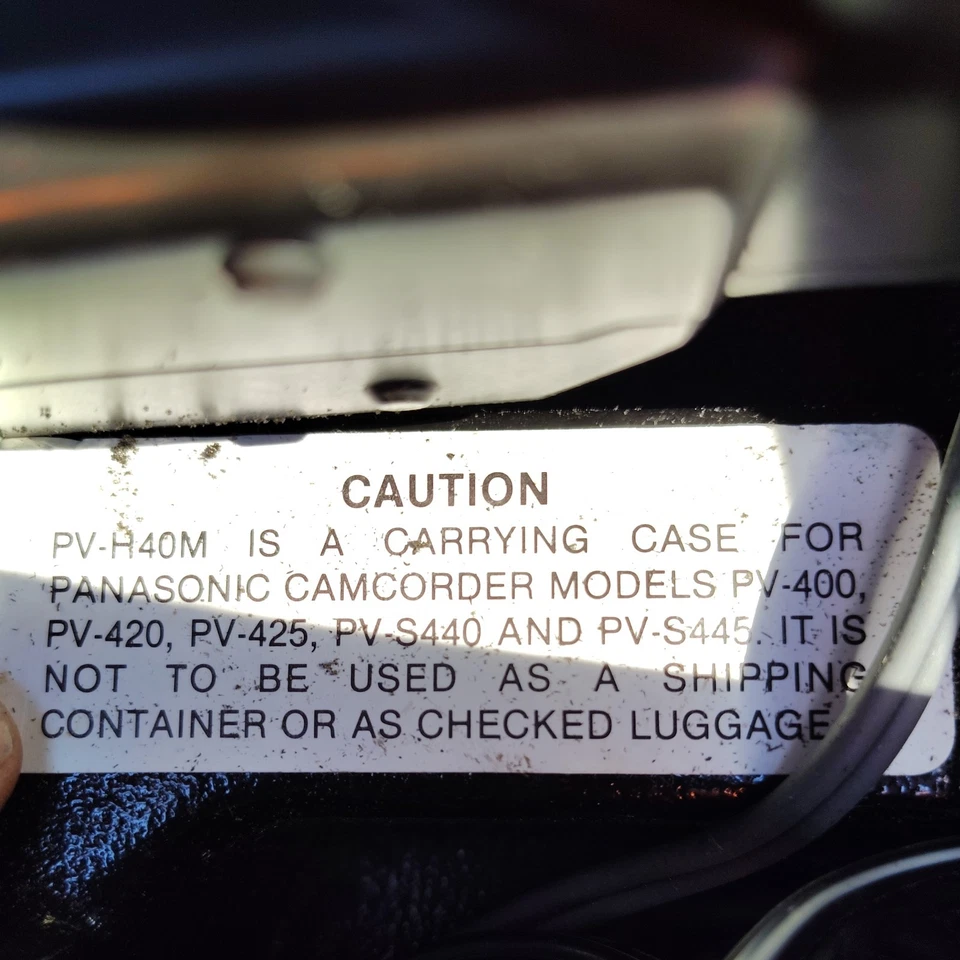 CAUTION
PV-H40M IS A CARRYING CASE FOR
PANASONIC CAMCORDER MODELS PV-400,
PV-420, PV-425, PV-S440 AND PV-S445. IT IS
NOT TO BE USED AS A SHIPPING
CONTAINER OR AS CHECKED LUGGAGE